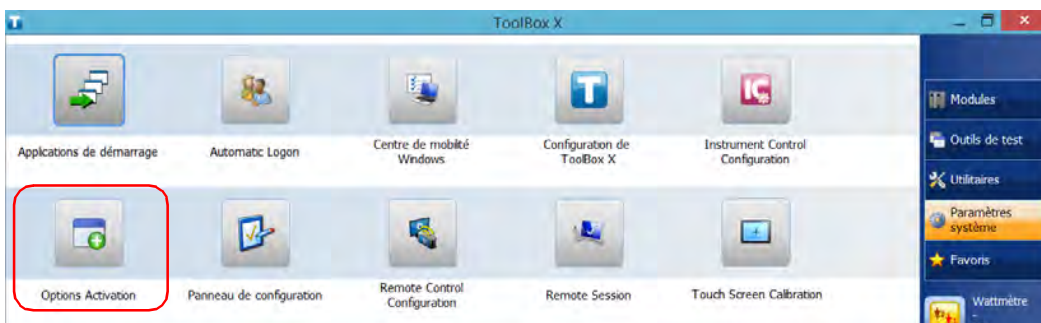 ToolBox X
Applications de démarrage
Automatic Logon
Centre de mobilité
Windows
Configuration de
ToolBox X
Instrument Control
Configuration
Options Activation
Panneau de configuration
Remote Control
Configuration
Remote Session
Touch Screen Calibration
Modules
Outils de test
Utilitaires
Paramètres
système
Favoris
Wattmètre
-